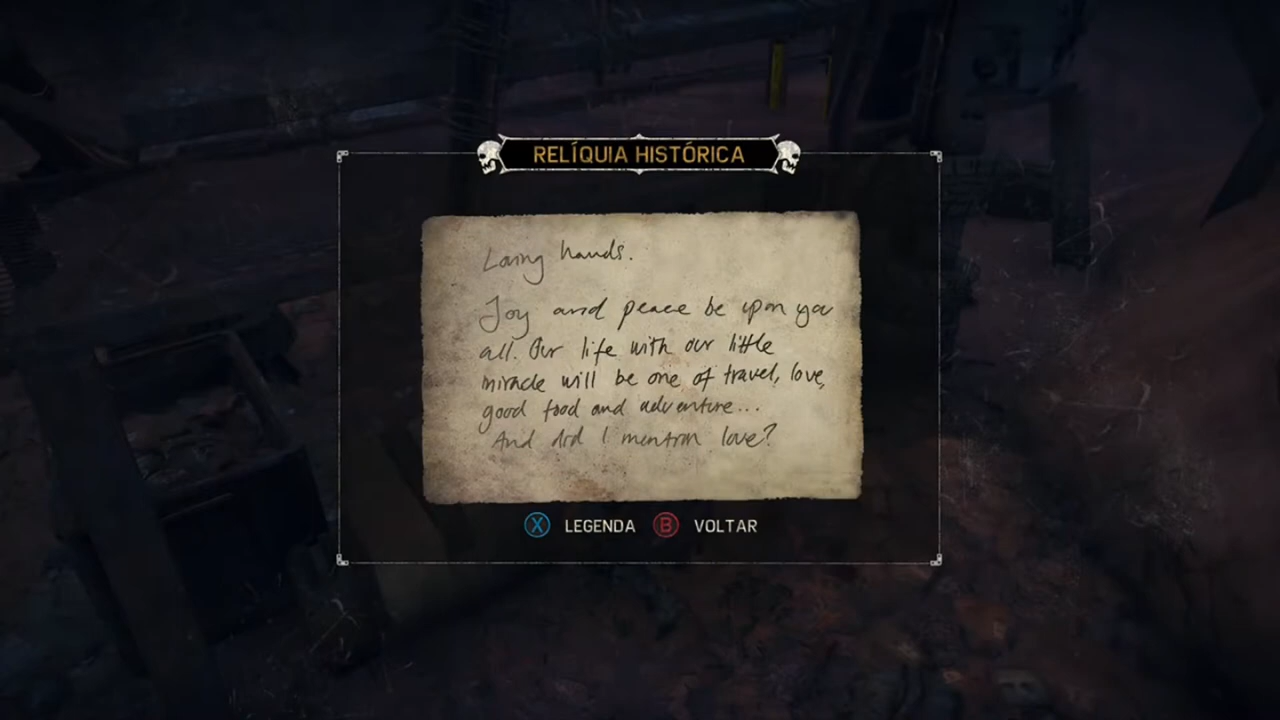 RELÍQUIA HISTÓRICA
Loving hands.
Joy and peace be upon you
all. Our life with our little
miracle will be one of travel, love,
good food and adventure...
And did I mention love?
X LEGENDA B VOLTAR